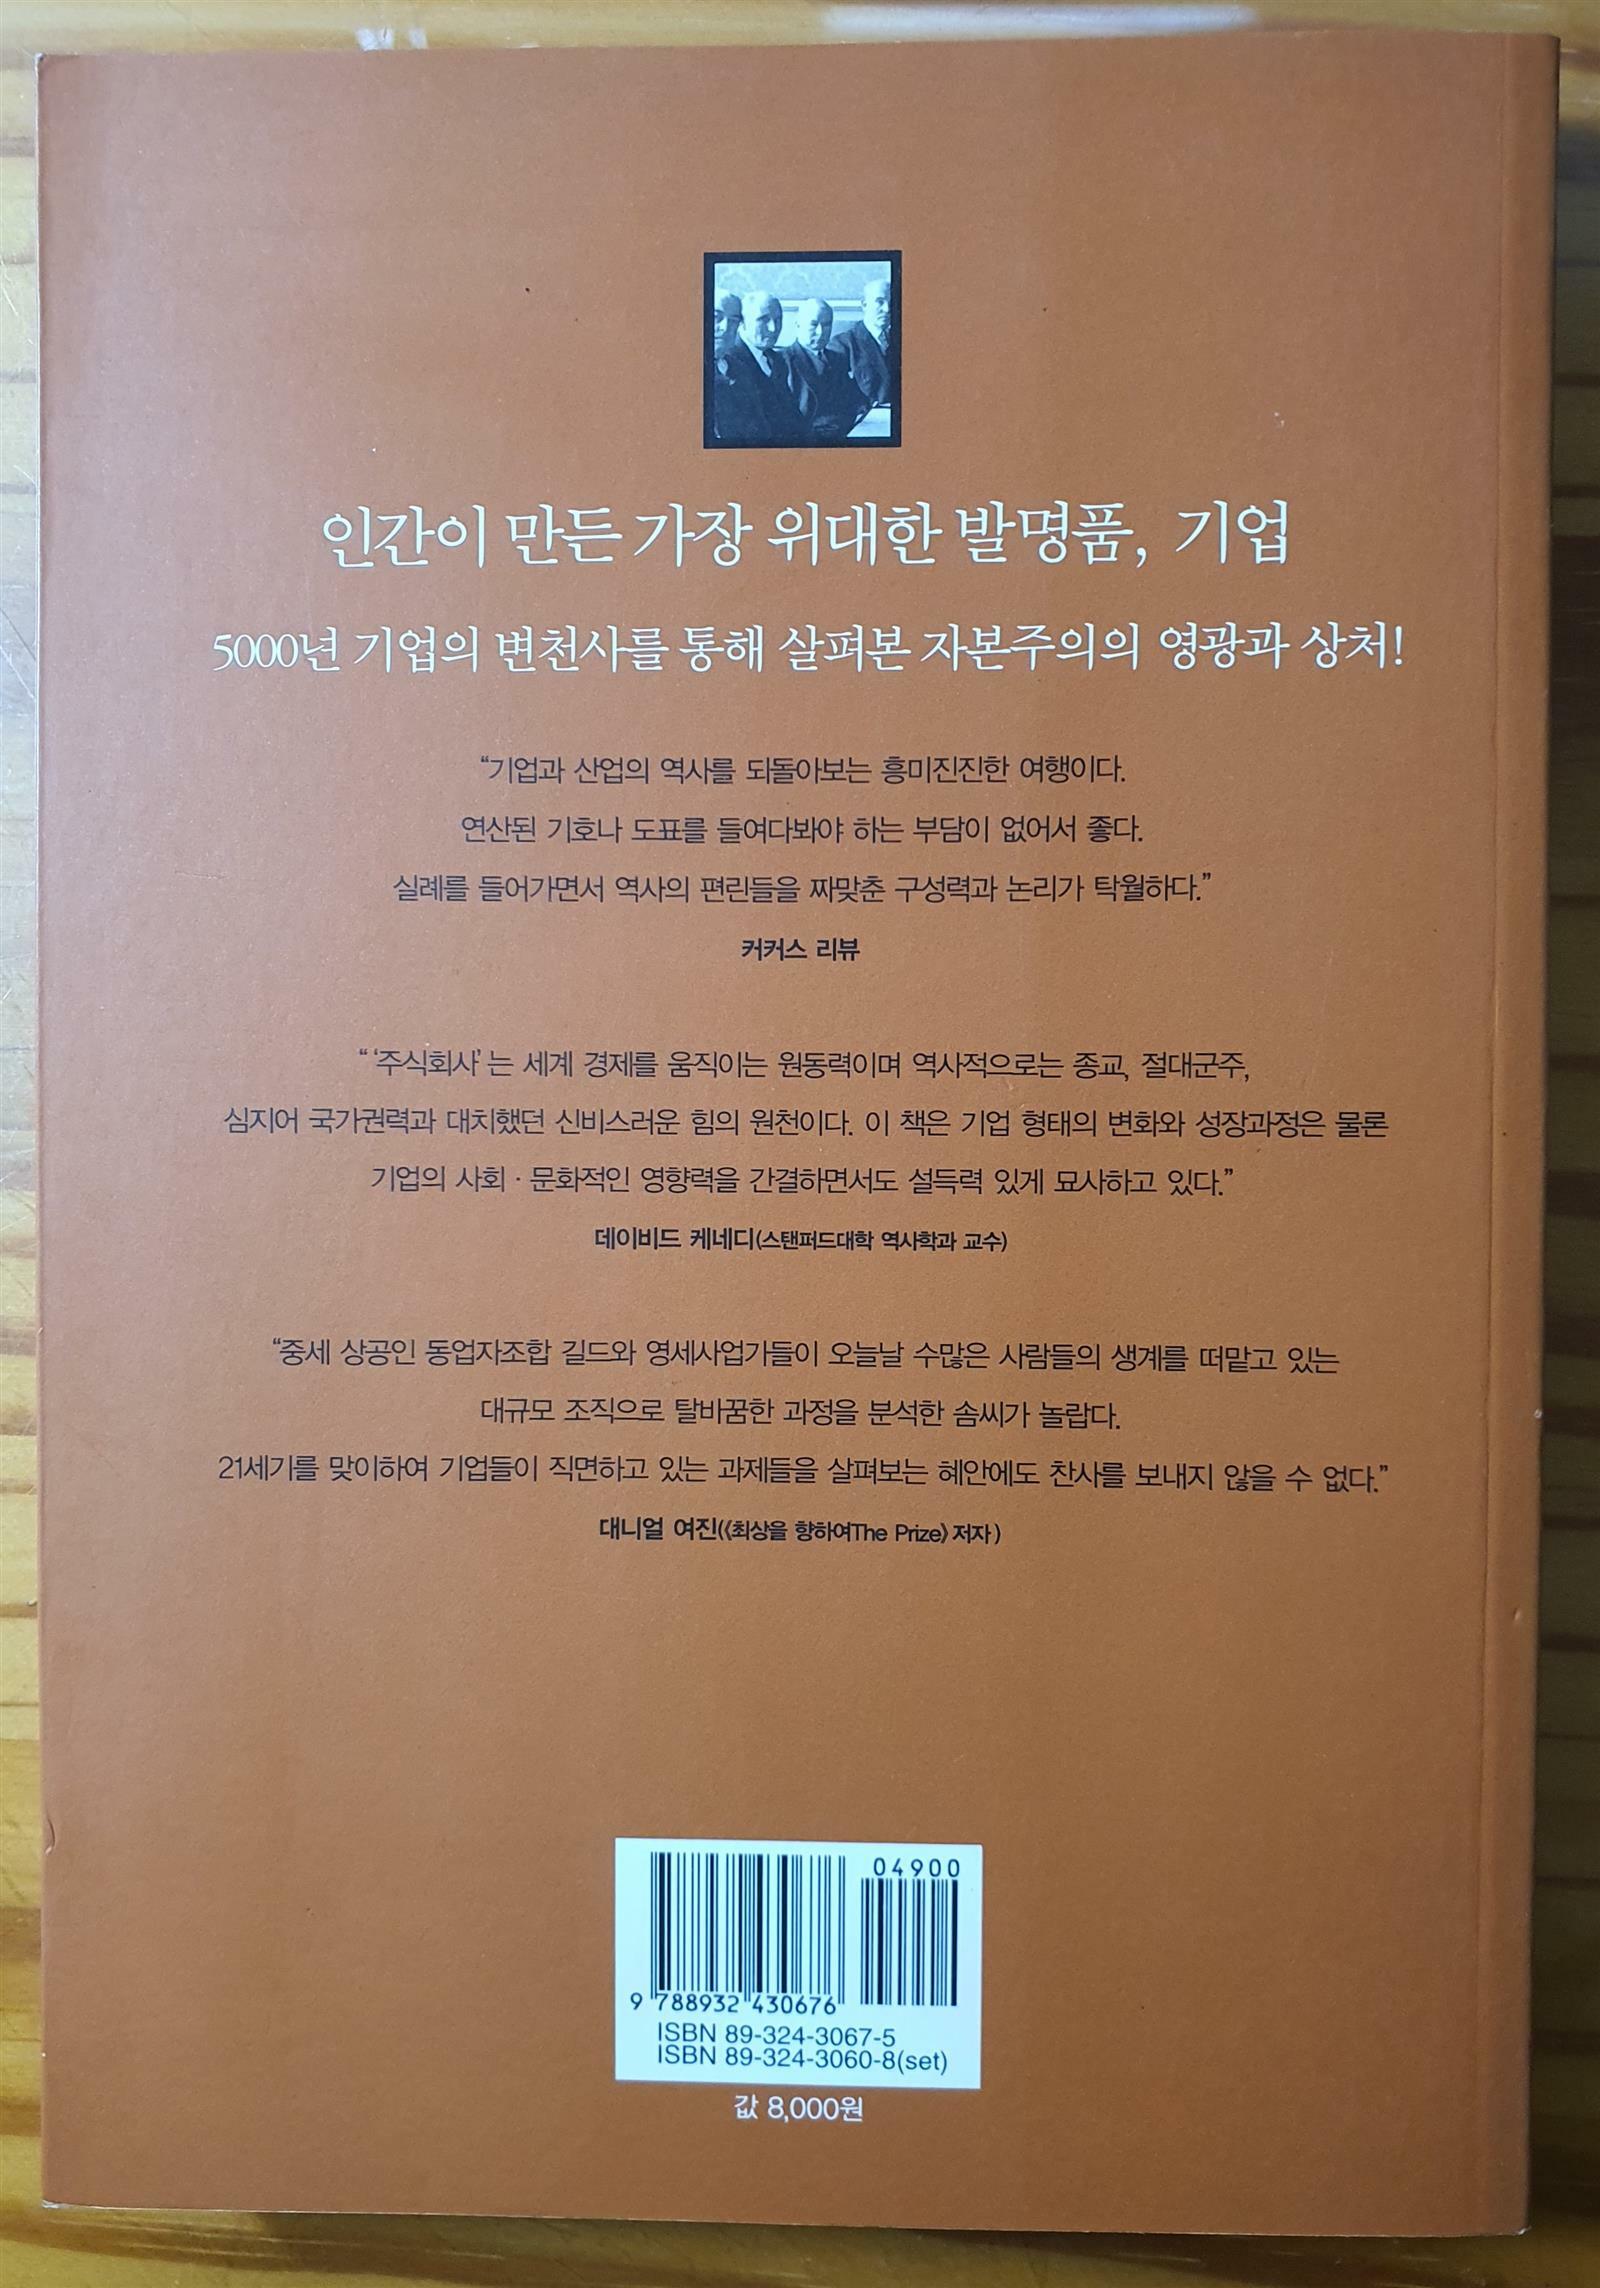 인간이 만든 가장 위대한 발명품, 기업
5000년 기업의 변천사를 통해 살펴본 자본주의의 영광과 상처!
“기업과 산업의 역사를 되돌아보는 흥미진진한 여행이다.
연산된 기호나 도표를 들여다봐야 하는 부담이 없어서 좋다.
실례를 들어가면서 역사의 편린들을 짜맞춘 구성력과 논리가 탁월하다.”
커커스 리뷰
“ ‘주식회사’는 세계 경제를 움직이는 원동력이며 역사적으로는 종교, 절대군주,
심지어 국가권력과 대치했던 신비스러운 힘의 원천이다. 이 책은 기업 형태의 변화와 성장과정은 물론
기업의 사회 · 문화적인 영향력을 간결하면서도 설득력 있게 묘사하고 있다.”
데이비드 케네디(스탠퍼드대학 역사학과 교수)
“중세 상공인 동업자조합 길드와 영세사업가들이 오늘날 수많은 사람들의 생계를 떠맡고 있는
대규모 조직으로 탈바꿈한 과정을 분석한 솜씨가 놀랍다.
21세기를 맞이하여 기업들이 직면하고 있는 과제들을 살펴보는 혜안에도 찬사를 보내지 않을 수 없다.”
대니얼 여진(《최상을 향하여The Prize》 저자)
04900
9 788932 430676
ISBN 89-324-3067-5
ISBN 89-324-3060-8(set)
값 8,000원